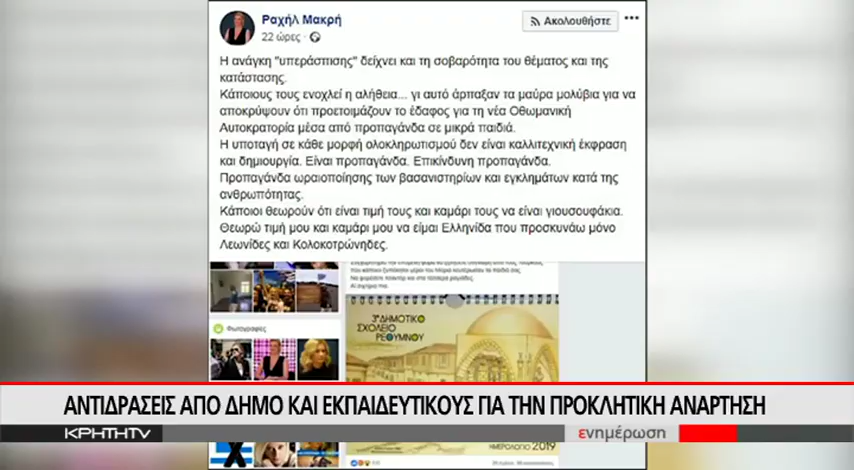 Ραχήλ Μακρή
Ακολουθήστε
22 ώρες ·
Η ανάγκη "υπεράσπισης" δείχνει και τη σοβαρότητα του θέματος και της
κατάστασης.
Κάποιους τους ενοχλεί η αλήθεια... γι αυτό άρπαξαν τα μαύρα μολύβια για να
αποκρύψουν ότι προετοιμάζουν το έδαφος για τη νέα Οθωμανική
Αυτοκρατορία μέσα από προπαγάνδα σε μικρά παιδιά.
Η υποταγή σε κάθε μορφή ολοκληρωτισμού δεν είναι καλλιτεχνική έκφραση
και δημιουργία. Είναι προπαγάνδα. Επικίνδυνη προπαγάνδα.
Προπαγάνδα ωραιοποίησης των βασανιστηρίων και εγκλημάτων κατά της
ανθρωπότητας.
Κάποιοι θεωρούν ότι είναι τιμή τους και καμάρι τους να είναι γιουσουφάκια.
Θεωρώ τιμή μου και καμάρι μου να είμαι Ελληνίδα που προσκυνάω μόνο
Λεωνίδες και Κολοκοτρώνηδες.
Φωτογραφίες
3ο ΔΗΜΟΤΙΚΟ
ΣΧΟΛΕΙΟ
ΡΕΘΥΜΝΟΥ
ΑΝΤΙΔΡΑΣΕΙΣ ΑΠΟ ΔΗΜΟ ΚΑΙ ΕΚΠΑΙΔΕΥΤΙΚΟΥΣ ΓΙΑ ΤΗΝ ΠΡΟΚΛΗΤΙΚΗ ΑΝΑΡΤΗΣΗ
ΚΡΗΤΗTV
ενημέρωση
ΗΜΕΡΟΛΟΓΙΟ 2019